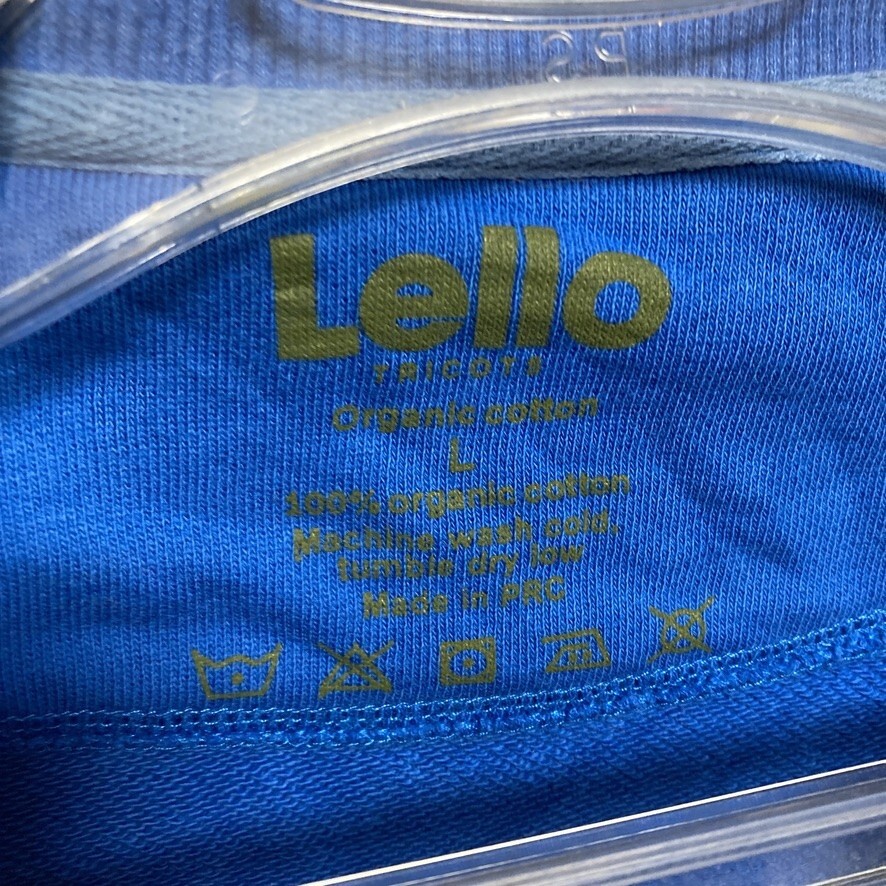 Lello
TRICOTS
Organic cotton
L
100% organic cotton
Machine wash cold,
tumble dry low
Made in PRC